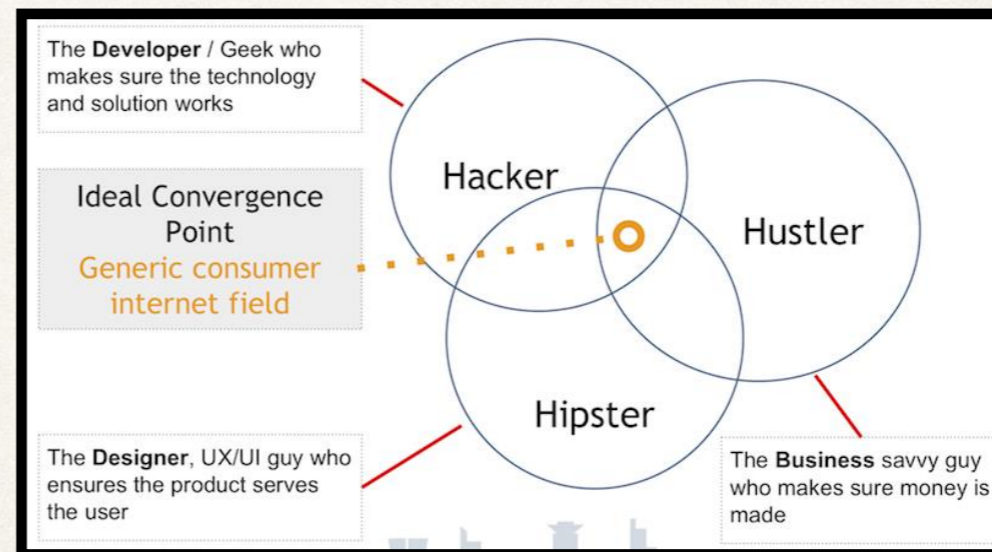 The Developer / Geek who
makes sure the technology
and solution works
Hacker
Ideal Convergence
Point
Generic consumer
internet field
Hustler
Hipster
The Designer, UX/UI guy who
ensures the product serves
the user
The Business savvy guy
who makes sure money is
made